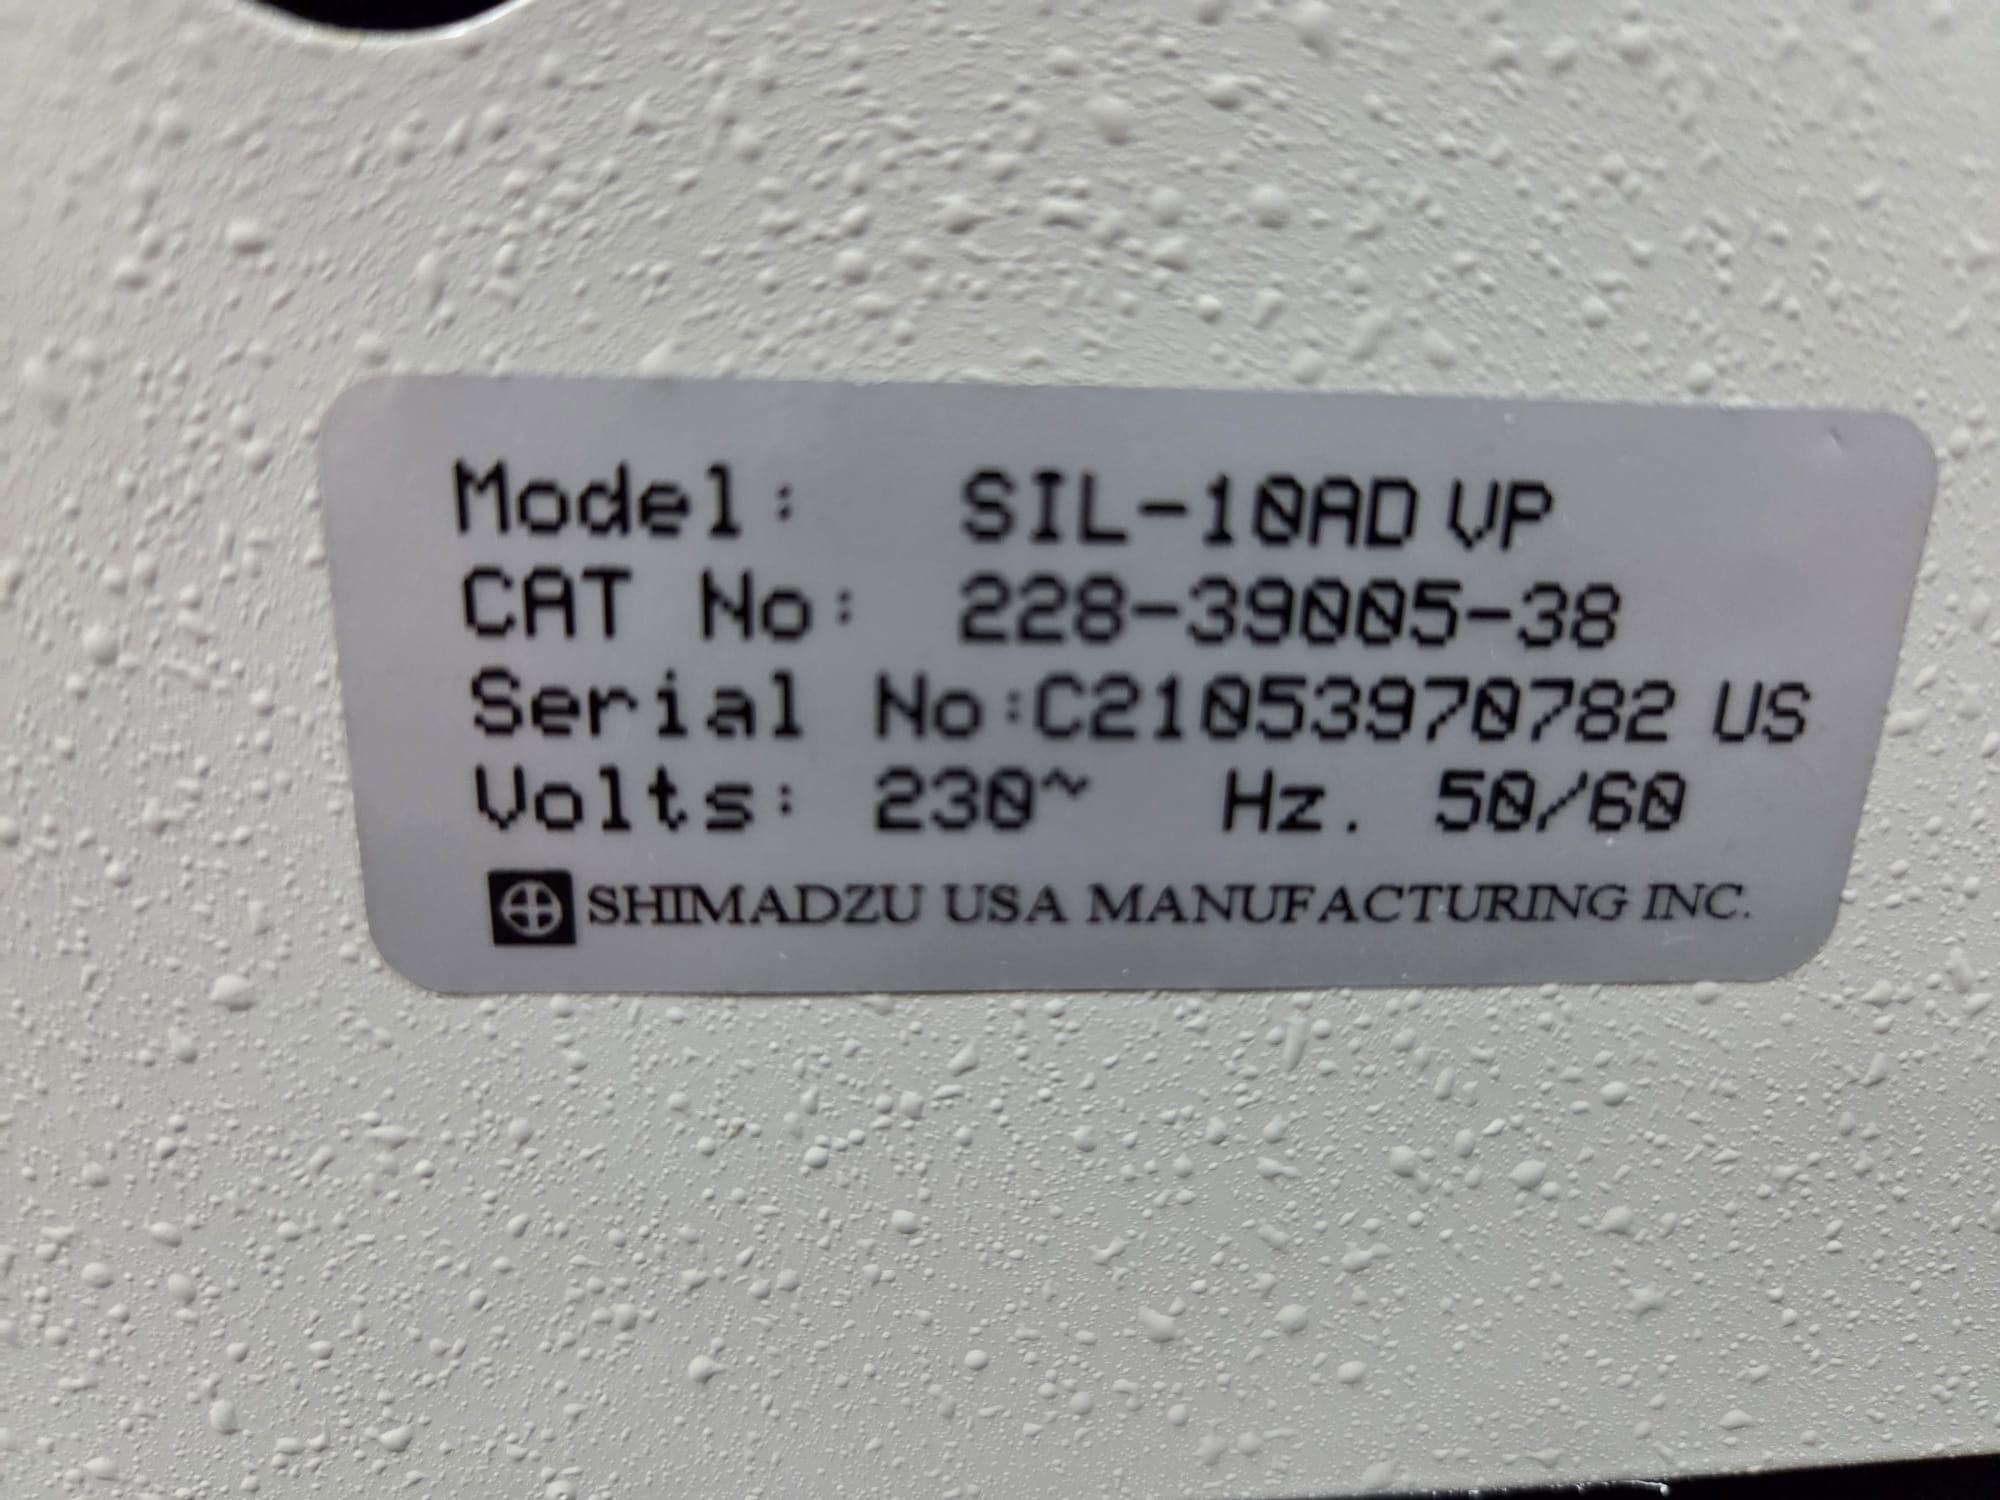 Model: SIL-10AD VP
CAT No: 228-39005-38
Serial No:C21053970782 US
Volts: 230~ Hz. 50/60
SHIMADZU USA MANUFACTURING INC.